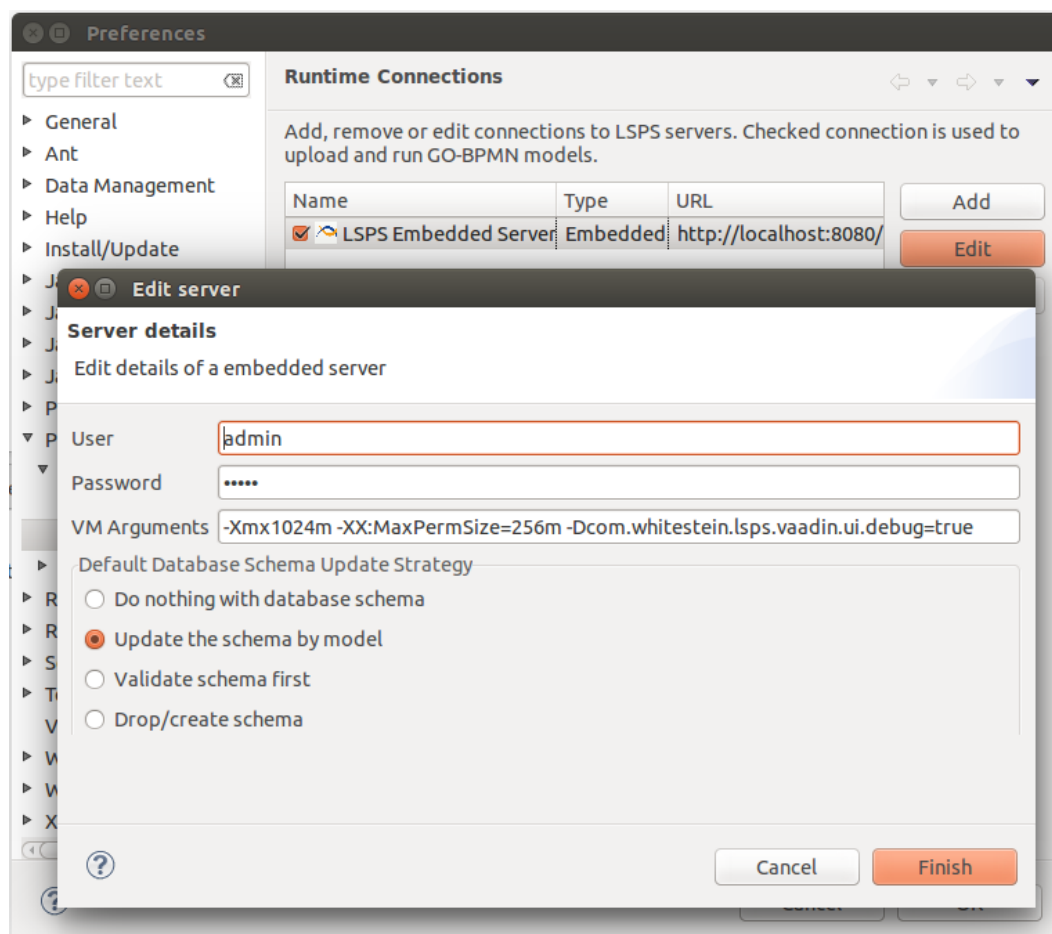 Preferences
type filter text
Runtime Connections
General
Ant
Data Management
Help
Install/Update
Add, remove or edit connections to LSPS servers. Checked connection is used to
upload and run GO-BPMN models.
Name Type URL
LSPS Embedded Server Embedded http://localhost:8080/
Add
Edit
Edit server
Server details
Edit details of a embedded server
User admin
Password •••••
VM Arguments -Xmx1024m -XX:MaxPermSize=256m -Dcom.whitestein.lsps.vaadin.ui.debug=true
Default Database Schema Update Strategy
Do nothing with database schema
Update the schema by model
Validate schema first
Drop/create schema
Cancel Finish